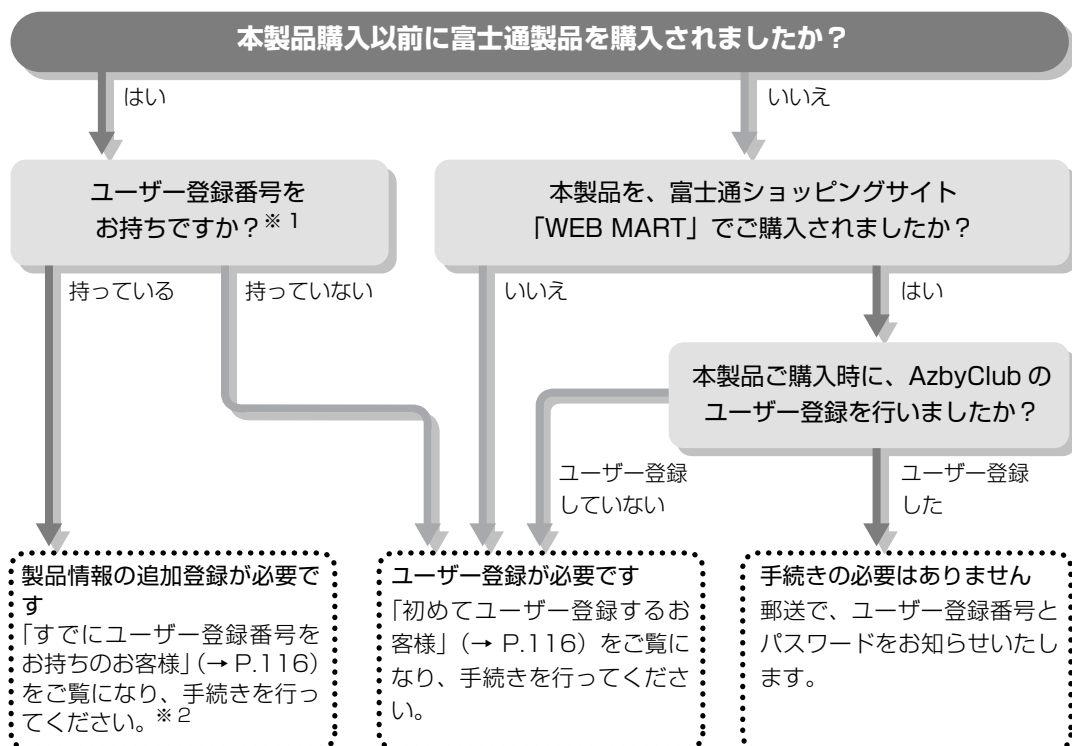 本製品購入以前に富士通製品を購入されましたか？
はい
いいえ
ユーザー登録番号を
お持ちですか？※1
本製品を、富士通ショッピングサイト
「WEB MART」でご購入されましたか？
持っている
持っていない
いいえ
はい
本製品ご購入時に、AzbyClub の
ユーザー登録を行いましたか？
ユーザー登録
していない
ユーザー登録
した
製品情報の追加登録が必要で
す
「すでにユーザー登録番号を
お持ちのお客様」（→ P.116）
をご覧になり、手続きを行っ
てください。※2
ユーザー登録が必要です
「初めてユーザー登録するお
客様」（→ P.116）をご覧に
なり、手続きを行ってくださ
い。
手続きの必要はありません
郵送で、ユーザー登録番号と
パスワードをお知らせいたし
ます。